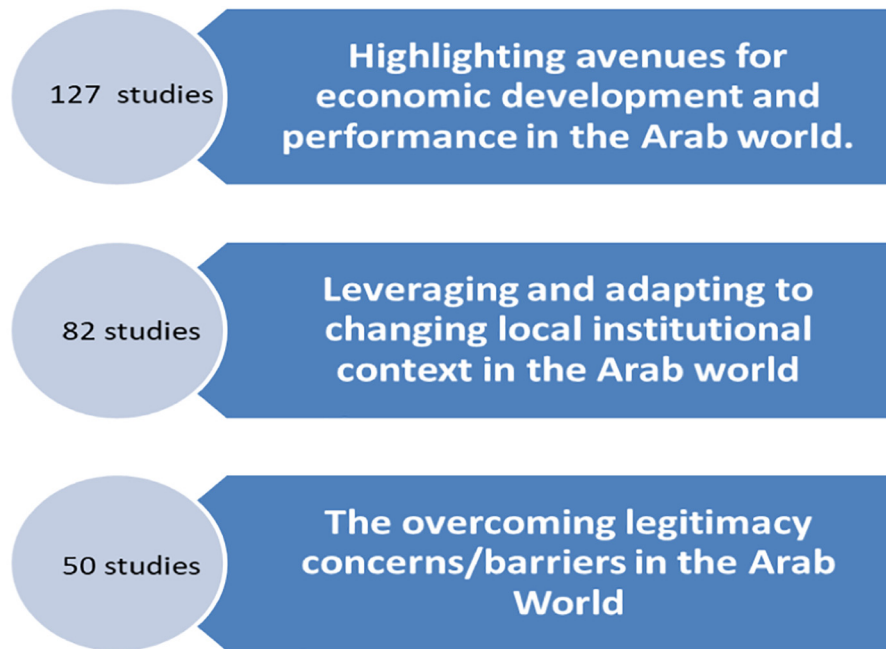 127 studies
Highlighting avenues for
economic development and
performance in the Arab world.
82 studies
Leveraging and adapting to
changing local institutional
context in the Arab world
50 studies
The overcoming legitimacy
concerns/barriers in the Arab
World